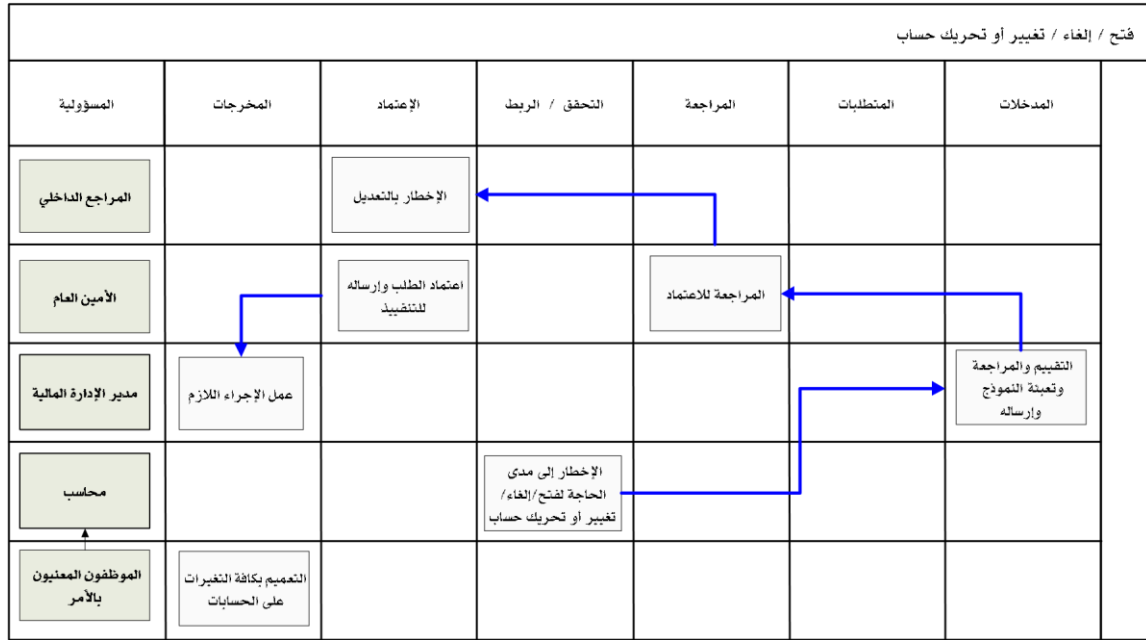 فتح / إلغاء / تغيير أو تحريك حساب
المدخلات
المتطلبات
المراجعة
التحقق / الربط
الإعتماد
المخرجات
المسؤولية
الإخطار بالتعديل
المراجع الداخلي
المراجعة للاعتماد
اعتماد الطلب وإرساله
للتنفييذ
الأمين العام
التقييم والمراجعة
وتعبئة النموذج
وإرساله
عمل الإجراء اللازم
مدير الإدارة المالية
الإخطار إلى مدى
الحاجة لفتح/إلغاء/
تغيير أو تحريك حساب
محاسب
التعميم بكافة التغيرات
على الحسابات
الموظفون المعنيون
بالأمر